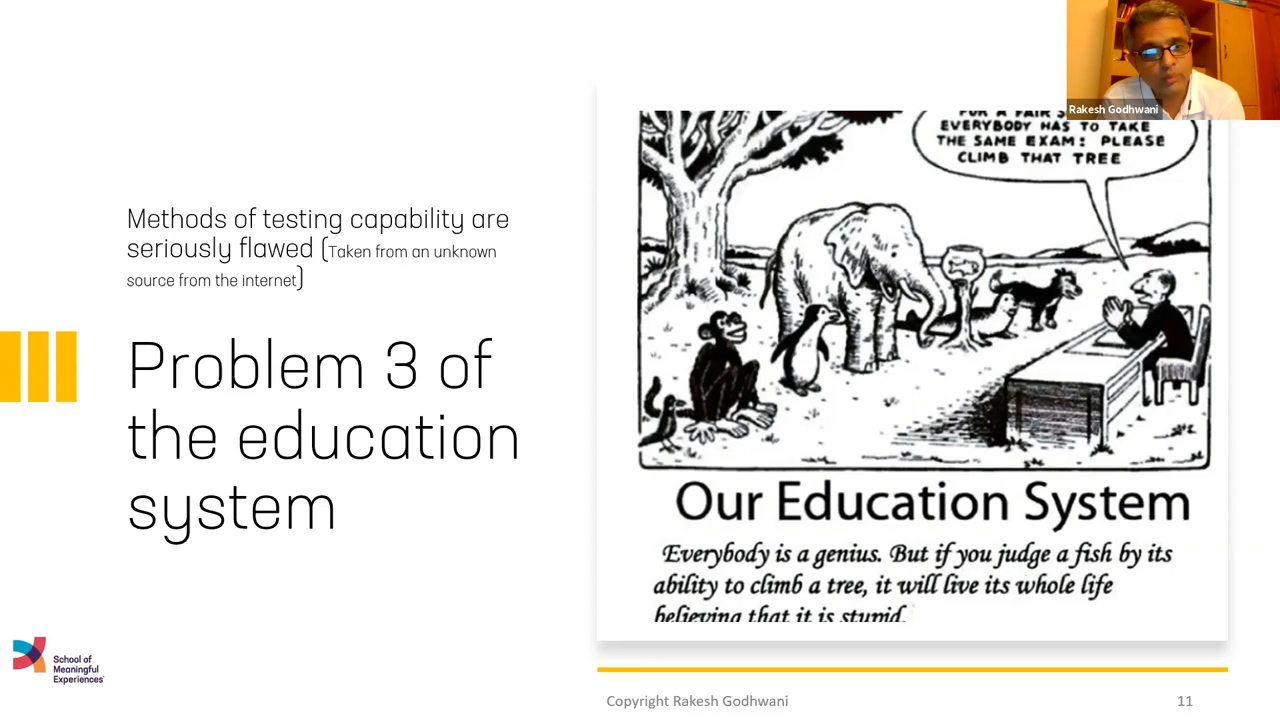 Rakesh Godhwani
EVERYBODY HAS TO TAKE
THE SAME EXAM: PLEASE
CLIMB THAT TREE
Methods of testing capability are
seriously flawed (Taken from an unknown
source from the internet)
Problem 3 of
the education
system
Our Education System
"Everybody is a genius. But if you judge a fish by its
ability to climb a tree, it will live its whole life
believing that it is stupid.
School of
Meaningful
Experiences
Copyright Rakesh Godhwani
11